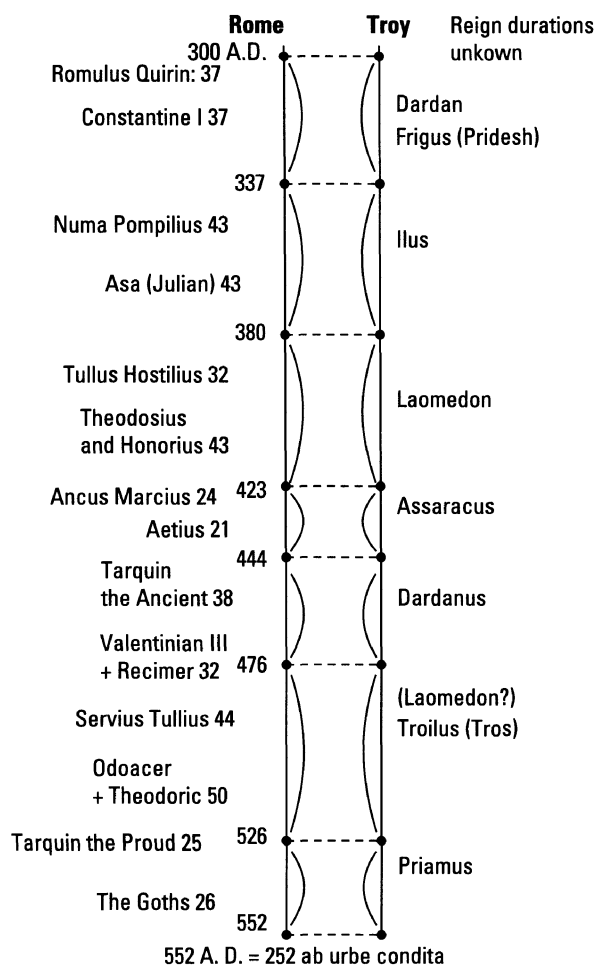 Rome Troy Reign durations
unkown
300 A.D.
Romulus Quirin: 37
Constantine I 37
Dardan
Frigus (Pridesh)
337
Numa Pompilius 43
Ilus
Asa (Julian) 43
380
Tullus Hostilius 32
Laomedon
Theodosius
and Honorius 43
423
Ancus Marcius 24
Assaracus
Aetius 21
444
Tarquin
the Ancient 38
Dardanus
Valentinian III
+ Recimer 32
476
(Laomedon?)
Troilus (Tros)
Servius Tullius 44
Odoacer
+ Theodoric 50
526
Tarquin the Proud 25
Priamus
The Goths 26
552
552 A. D. = 252 ab urbe condita